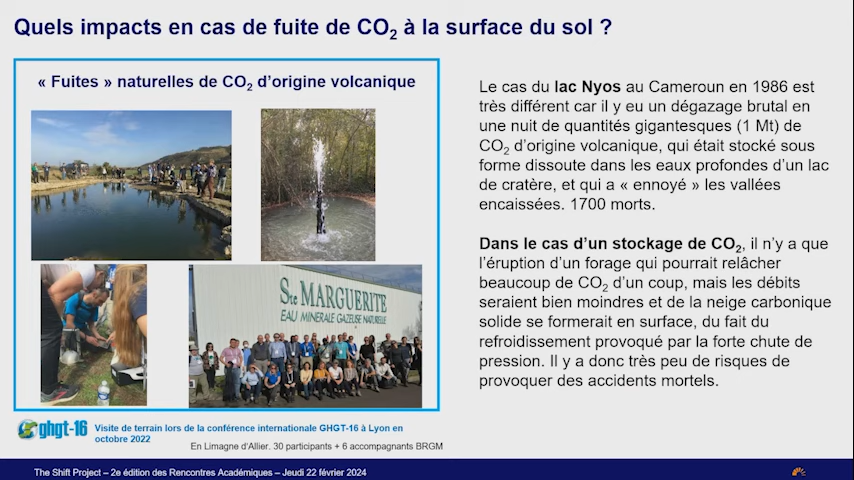 Quels impacts en cas de fuite de CO₂ à la surface du sol ?
« Fuites » naturelles de CO₂ d'origine volcanique
Ste MARGUERITE
EAU MINERALE GAZEUSE NATURELLE
ghgt-16
Visite de terrain lors de la conférence internationale GHGT-16 à Lyon en
octobre 2022
En Limagne d'Allier. 30 participants + 6 accompagnants BRGM
Le cas du lac Nyos au Cameroun en 1986 est
très différent car il y eu un dégazage brutal en
une nuit de quantités gigantesques (1 Mt) de
CO₂ d'origine volcanique, qui était stocké sous
forme dissoute dans les eaux profondes d'un lac
de cratère, et qui a « ennoyé » les vallées
encaissées. 1700 morts.
Dans le cas d'un stockage de CO₂, il n'y a que
l'éruption d'un forage qui pourrait relâcher
beaucoup de CO₂ d'un coup, mais les débits
seraient bien moindres et de la neige carbonique
solide se formerait en surface, du fait du
refroidissement provoqué par la forte chute de
pression. Il y a donc très peu de risques de
provoquer des accidents mortels.
The Shift Project – 2e édition des Rencontres Académiques – Jeudi 22 février 2024